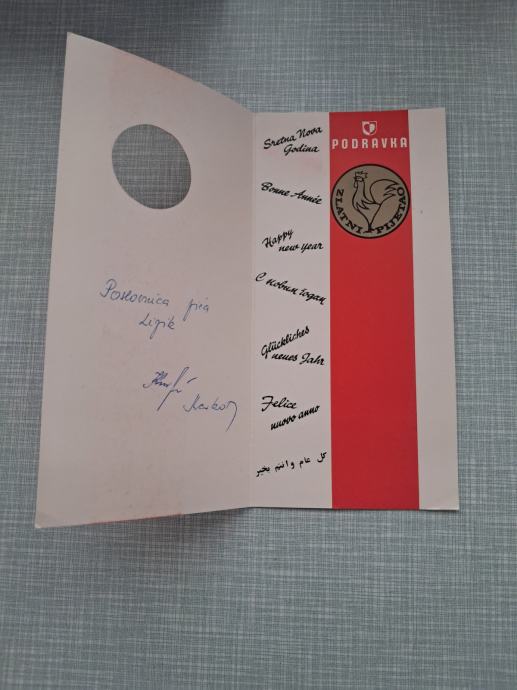 Poslovnica pića
Lipik
Sretna Nova
Godina
Bonne Année
Happy
new year
С новым годом
Glückliches
neues Jahr
Felice
nuovo anno
كل عام وانتم بخير
PODRAVKA
ZLATNI PIJETAO